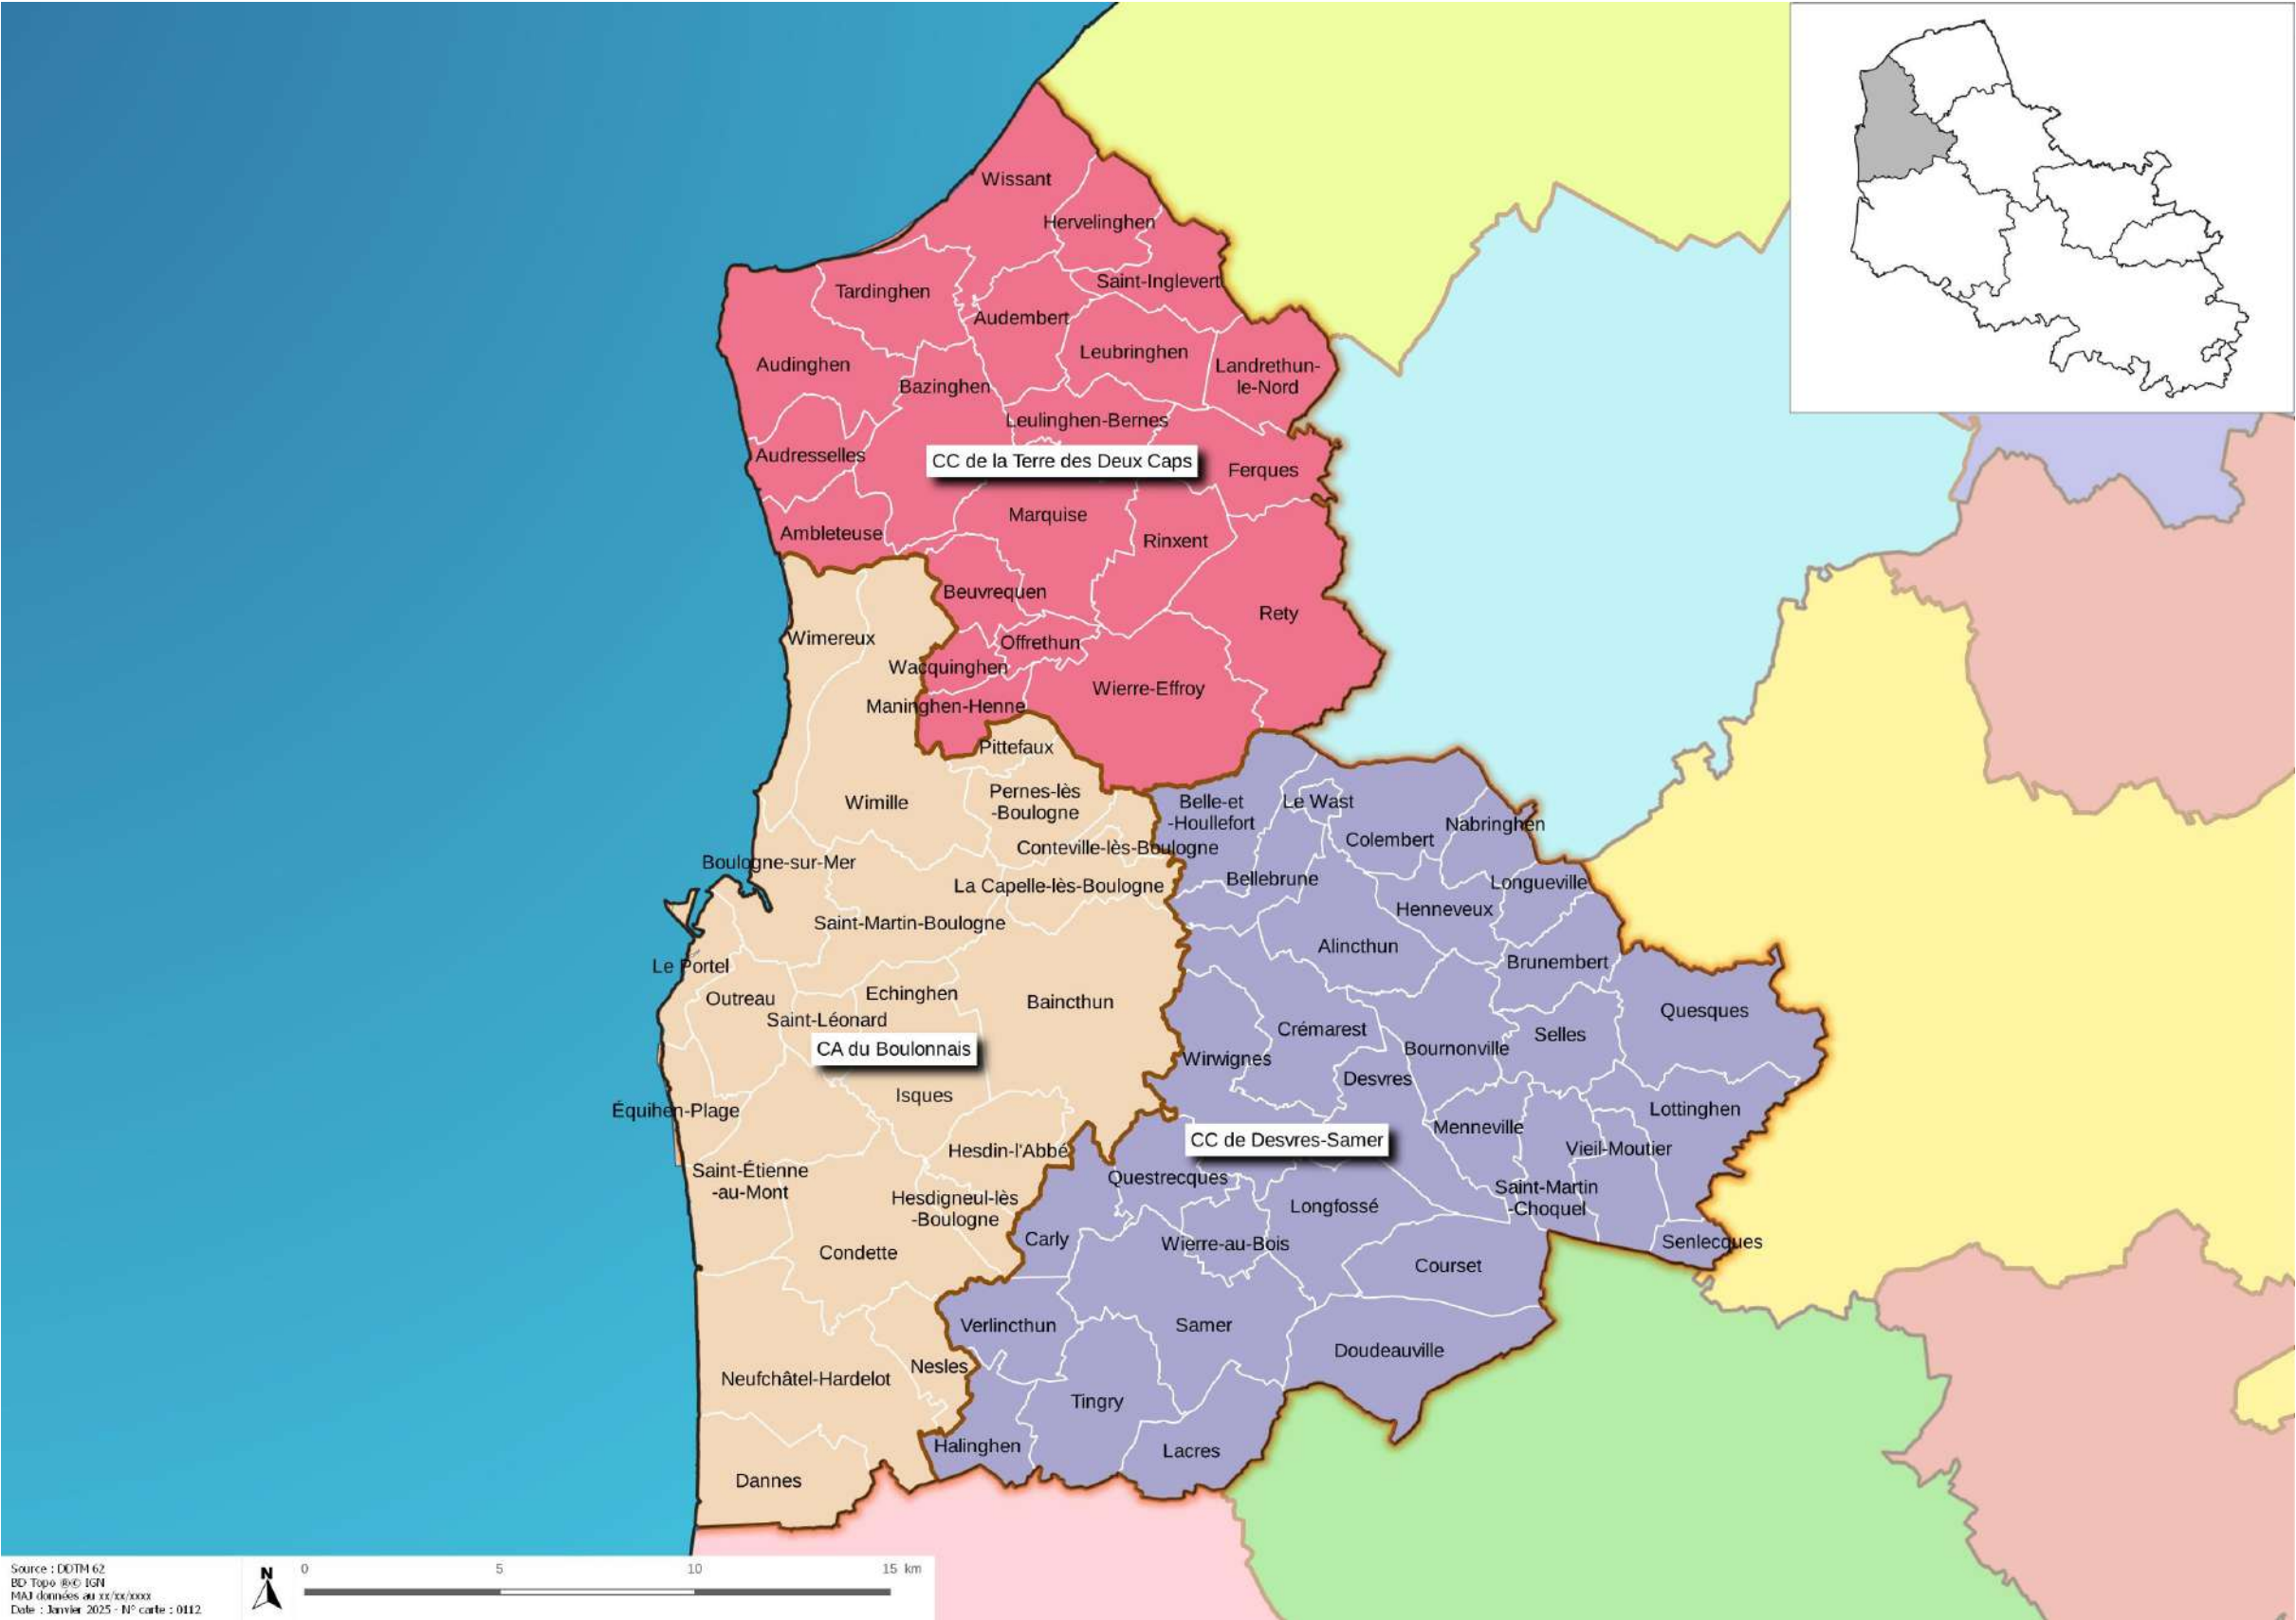 Wissant
Hervelinghen
Saint-Inglevert
Tardinghen
Audembert
Leubringhen
Audinghen
Landrethun-
le-Nord
Bazinghen
Leulinghen-Bernes
Audresselles
CC de la Terre des Deux Caps
Ferques
Marquise
Ambleteuse
Rinxent
Beuvrequen
Rety
Wimereux
Offrethun
Wacquinghen
Wierre-Effroy
Maninghen-Henne
Pittefaux
Wimille
Pernes-lès
-Boulogne
Belle-et
-Houllefort
Le Wast
Nabringhen
Colembert
Conteville-lès-Boulogne
Boulogne-sur-Mer
La Capelle-lès-Boulogne
Bellebrune
Longueville
Henneveux
Saint-Martin-Boulogne
Alincthun
Brunembert
Le Portel
Outreau
Echinghen
Baincthun
Quesques
Saint-Léonard
Crémarest
Selles
CA du Boulonnais
Wirwignes
Bournonville
Desvres
Isques
Équihen-Plage
Lottinghen
Menneville
CC de Desvres-Samer
Vieil-Moutier
Hesdin-l'Abbé
Saint-Étienne
-au-Mont
Questrecques
Hesdigneul-lès
-Boulogne
Longfossé
Saint-Martin
-Choquel
Carly
Wierre-au-Bois
Senlecques
Condette
Courset
Verlincthun
Samer
Doudeauville
Nesles
Neufchâtel-Hardelot
Tingry
Halinghen
Lacres
Dannes
Source : DDTM 62
BD Topo ®© IGN
MAJ données au xx/xx/xxxx
Date : Janvier 2025 - N° carte : 0112
N
0 5 10 15 km